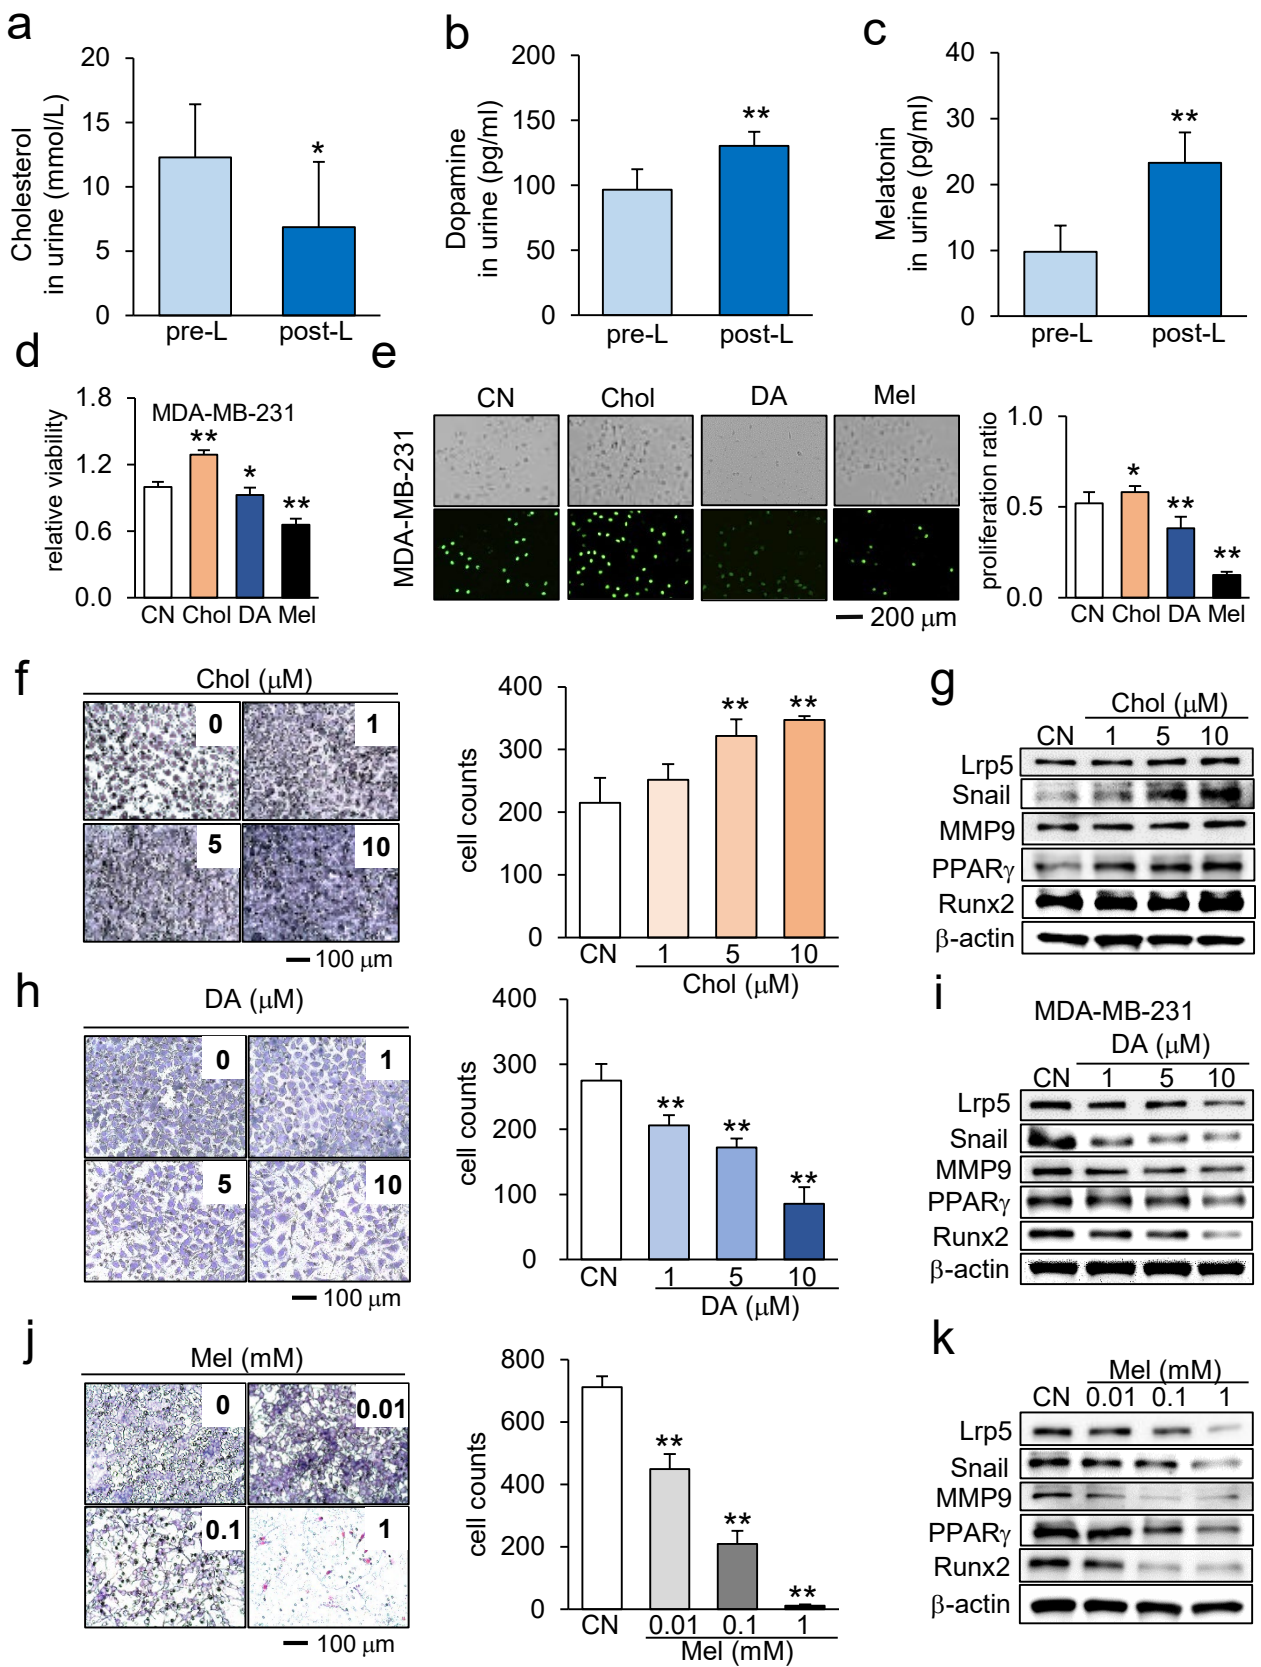 a
20
15
10
5
0
Cholesterol
in urine (mmol/L)
*
pre-L post-L
b
200
150
100
50
0
Dopamine
in urine (pg/ml)
**
pre-L post-L
c
40
30
20
10
0
Melatonin
in urine (pg/ml)
**
pre-L post-L
d
1.8
1.2
0.6
0.0
relative viability
MDA-MB-231
**
*
**
CN Chol DA Mel
e
CN Chol DA Mel
MDA-MB-231
200 μm
1.0
0.5
0.0
proliferation ratio
*
**
**
CN Chol DA Mel
f
Chol (μM)
0 1
5 10
100 μm
400
300
200
100
0
cell counts
** **
CN 1 5 10
Chol (μM)
g
Chol (μM)
CN 1 5 10
Lrp5
Snail
MMP9
PPARγ
Runx2
β-actin
h
DA (μM)
0 1
5 10
100 μm
400
300
200
100
0
cell counts
** ** **
CN 1 5 10
DA (μM)
i
MDA-MB-231
DA (μM)
CN 1 5 10
Lrp5
Snail
MMP9
PPARγ
Runx2
β-actin
j
Mel (mM)
0 0.01
0.1 1
100 μm
800
600
400
200
0
cell counts
** ** **
CN 0.01 0.1 1
Mel (mM)
k
Mel (mM)
CN 0.01 0.1 1
Lrp5
Snail
MMP9
PPARγ
Runx2
β-actin